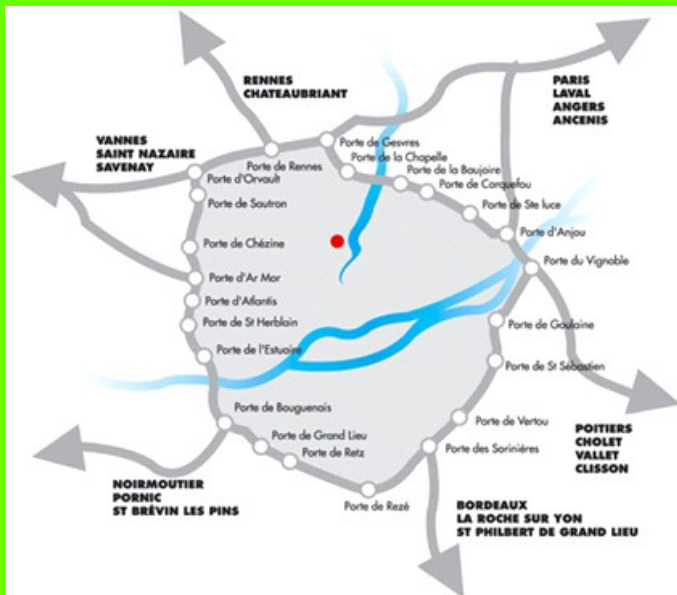 RENNES
CHATEAUBRIANT
PARIS
LAVAL
ANGERS
ANCENIS
VANNES
SAINT NAZAIRE
SAVENAY
Porte de Gesvres
Porte de la Chapelle
Porte de Rennes
Porte de la Baujoire
Porte d'Orvault
Porte de Carquefou
Porte de Sautron
Porte de Ste luce
Porte d'Anjou
Porte de Chézine
Porte du Vignoble
Porte d'Ar Mor
Porte d'Atlantis
Porte de St Herblain
Porte de Goulaine
Porte de l'Estuaire
Porte de St Sébastien
Porte de Bouguenais
Porte de Vertou
Porte de Grand Lieu
Porte de Retz
Porte des Sorinières
POITIERS
CHOLET
VALLET
CLISSON
NOIRMOUTIER
PORNIC
ST BRÉVIN LES PINS
Porte de Rezé
BORDEAUX
LA ROCHE SUR YON
ST PHILBERT DE GRAND LIEU